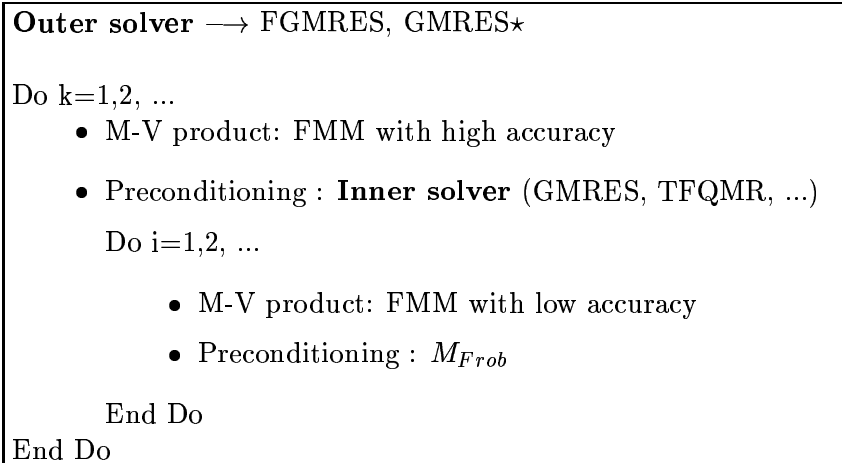 Outer solver ⟶ FGMRES, GMRES⋆
Do k=1,2, ...
• M-V product: FMM with high accuracy
• Preconditioning : Inner solver (GMRES, TFQMR, ...)
Do i=1,2, ...
• M-V product: FMM with low accuracy
• Preconditioning : M_Frob
End Do
End Do